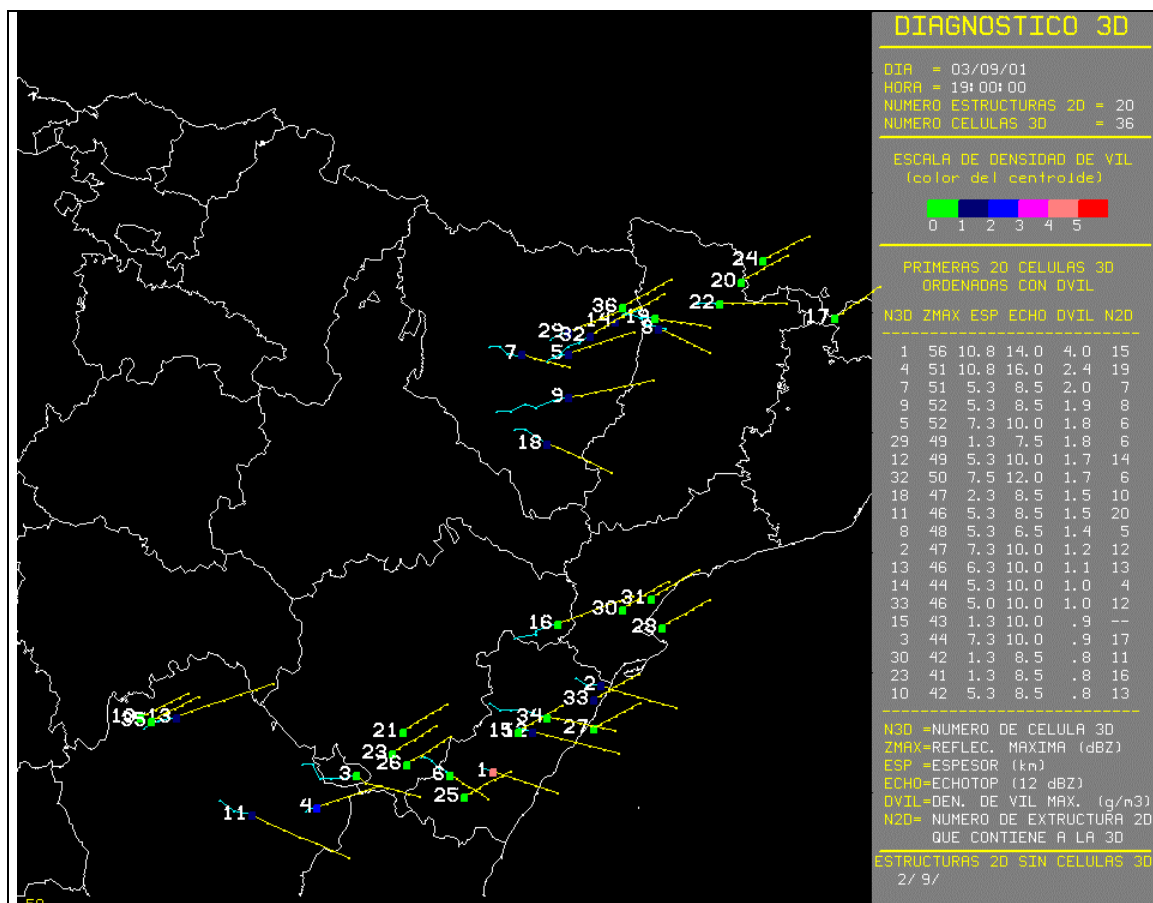 DIAGNOSTICO 3D
DIA = 03/09/01
HORA = 19:00:00
NUMERO ESTRUCTURAS 2D = 20
NUMERO CELULAS 3D = 36
ESCALA DE DENSIDAD DE VIL
(color del centroide)
0 1 2 3 4 5
PRIMERAS 20 CELULAS 3D
ORDENADAS CON DVIL
N3D ZMAX ESP ECHO DVIL N2D
1 56 10.8 14.0 4.0 15
4 51 10.8 16.0 2.4 19
7 51 5.3 8.5 2.0 7
9 52 5.3 8.5 1.9 8
5 52 7.3 10.0 1.8 6
29 49 1.3 7.5 1.8 6
12 49 5.3 10.0 1.7 14
32 50 7.5 12.0 1.7 6
18 47 2.3 8.5 1.5 10
11 46 5.3 8.5 1.5 20
8 48 5.3 6.5 1.4 5
2 47 7.3 10.0 1.2 12
13 46 6.3 10.0 1.1 13
14 44 5.3 10.0 1.0 4
33 46 5.0 10.0 1.0 12
15 43 1.3 10.0 .9 --
3 44 7.3 10.0 .9 17
30 42 1.3 8.5 .8 11
23 41 1.3 8.5 .8 16
10 42 5.3 8.5 .8 13
N3D =NUMERO DE CELULA 3D
ZMAX=REFLEC. MAXIMA (dBZ)
ESP =ESPESOR (km)
ECHO=ECHOTOP (12 dBZ)
DVIL=DEN. DE VIL MAX. (g/m3)
N2D= NUMERO DE EXTRUCTURA 2D
QUE CONTIENE A LA 3D
ESTRUCTURAS 2D SIN CELULAS 3D
2/ 9/
24
20
22
17
36
14
19
8
29
32
7
5
9
18
31
30
28
16
2
33
34
27
15
12
10
13
35
21
23
26
3
6
1
25
4
11